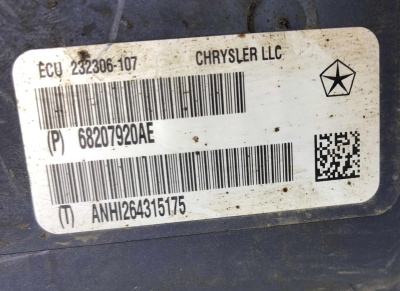 ECU 232306-107 CHRYSLER LLC
(P) 68207920AE
(T) ANHI264315175